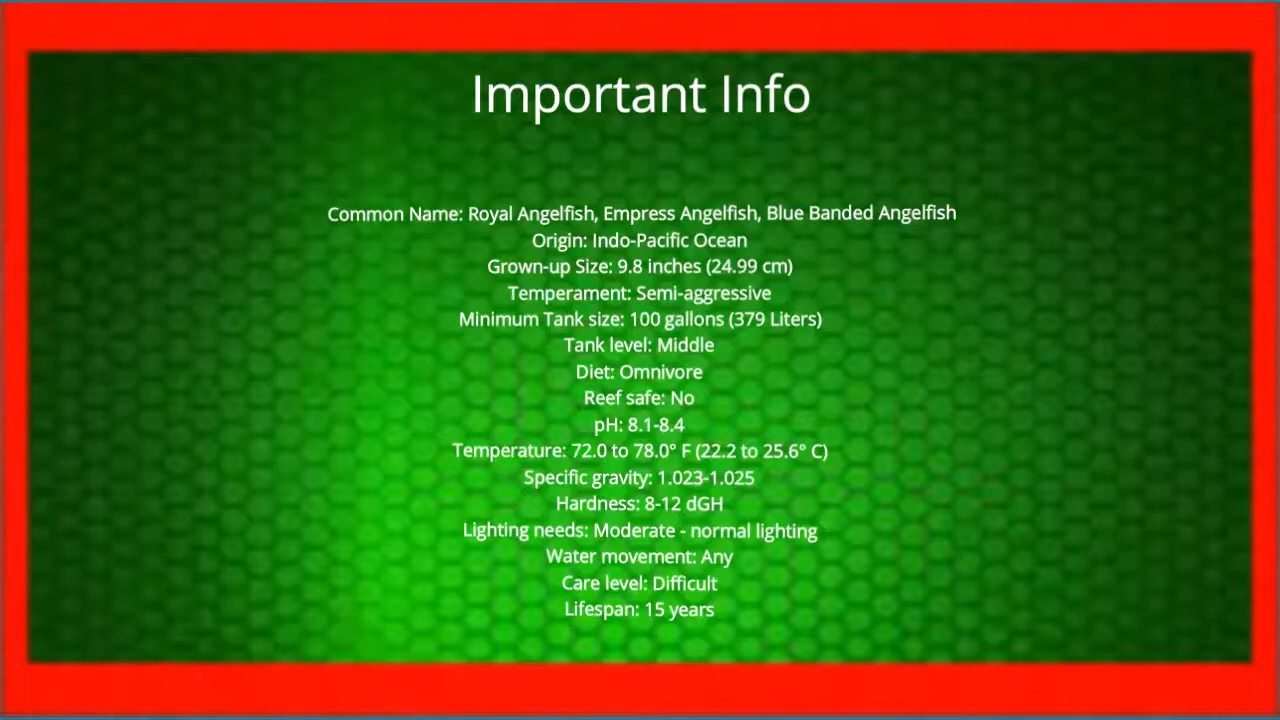 Important Info
Common Name: Royal Angelfish, Empress Angelfish, Blue Banded Angelfish
Origin: Indo-Pacific Ocean
Grown-up Size: 9.8 inches (24.99 cm)
Temperament: Semi-aggressive
Minimum Tank size: 100 gallons (379 Liters)
Tank level: Middle
Diet: Omnivore
Reef safe: No
pH: 8.1-8.4
Temperature: 72.0 to 78.0° F (22.2 to 25.6° C)
Specific gravity: 1.023-1.025
Hardness: 8-12 dGH
Lighting needs: Moderate - normal lighting
Water movement: Any
Care level: Difficult
Lifespan: 15 years